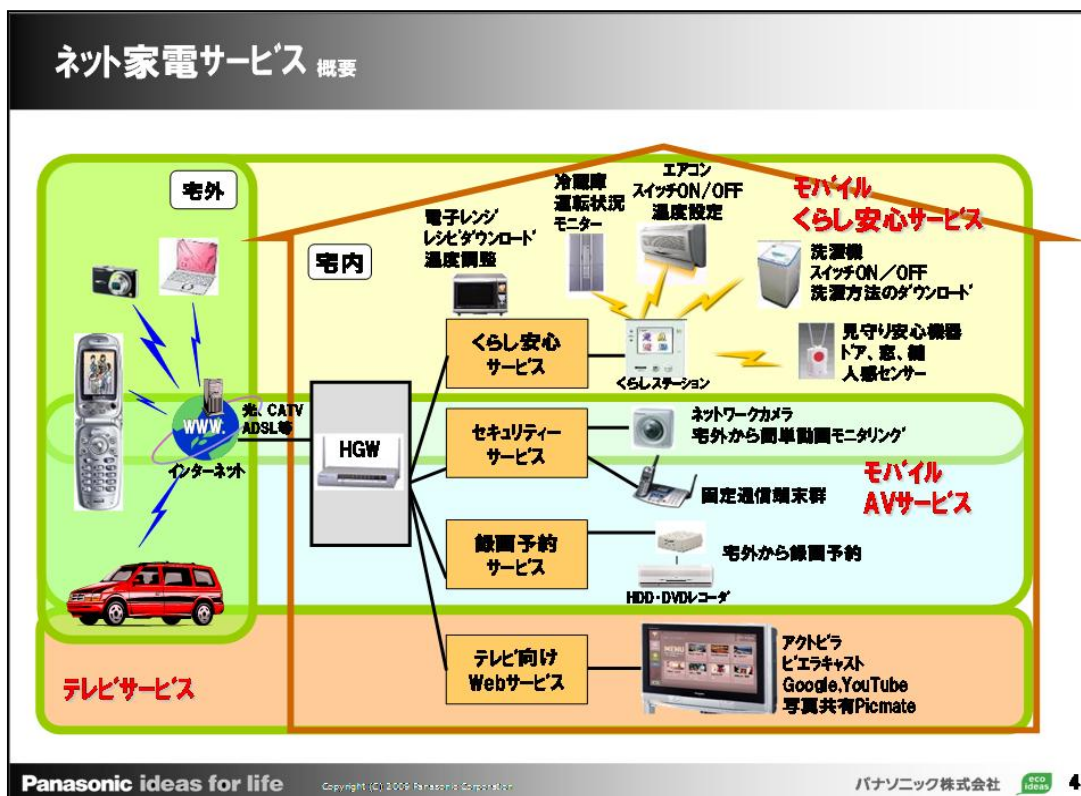 ネット家電サービス 概要
宅外
宅内
電子レンジ
レシピダウンロード
温度調整
冷蔵庫
運転状況
モニター
エアコン
スイッチON/OFF
温度設定
モバイル
くらし安心サービス
洗濯機
スイッチON/OFF
洗濯方法のダウンロード
見守り安心機器
ドア、窓、鍵
人感センサー
くらし安心
サービス
くらしステーション
WWW.
インターネット
光、CATV
ADSL等
HGW
セキュリティー
サービス
ネットワークカメラ
宅外から簡単動画モニタリング
固定通信端末群
モバイル
AVサービス
録画予約
サービス
宅外から録画予約
HDD・DVDレコーダ
テレビサービス
テレビ向け
Webサービス
MENU
アクトビラ
ビエラキャスト
Google,YouTube
写真共有Picmate
Panasonic ideas for life
Copyright (C) 2009 Panasonic Corporation
パナソニック株式会社
eco
ideas
4